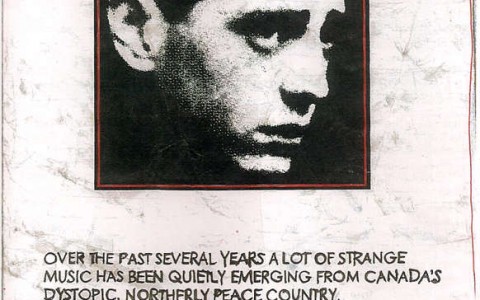 OVER THE PAST SEVERAL YEARS A LOT OF STRANGE
MUSIC HAS BEEN QUIETLY EMERGING FROM CANADA'S
DYSTOPIC, NORTHERLY PEACE COUNTRY.